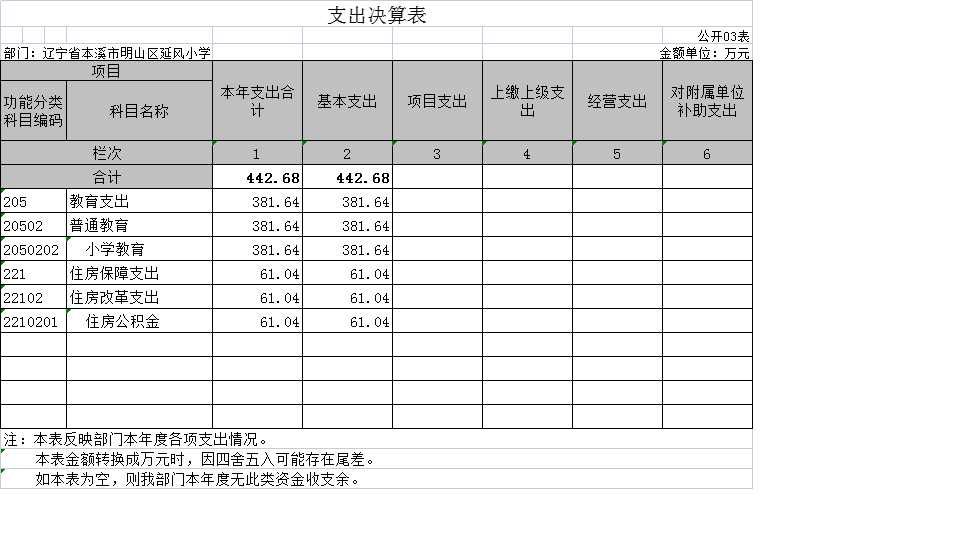 支出决算表
公开03表
部门：辽宁省本溪市明山区延风小学 金额单位：万元
项目 本年支出合计 基本支出 项目支出 上缴上级支出 经营支出 对附属单位补助支出
功能分类科目编码 科目名称
栏次 1 2 3 4 5 6
合计 442.68 442.68
205 教育支出 381.64 381.64
20502 普通教育 381.64 381.64
2050202 小学教育 381.64 381.64
221 住房保障支出 61.04 61.04
22102 住房改革支出 61.04 61.04
2210201 住房公积金 61.04 61.04
注：本表反映部门本年度各项支出情况。
本表金额转换成万元时，因四舍五入可能存在尾差。
如本表为空，则我部门本年度无此类资金收支余。